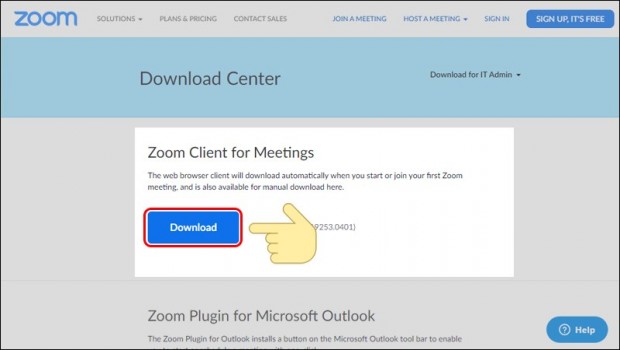 zoom SOLUTIONS PLANS & PRICING CONTACT SALES JOIN A MEETING HOST A MEETING SIGN IN SIGN UP, IT'S FREE
Download Center
Download for IT Admin
Zoom Client for Meetings
The web browser client will download automatically when you start or join your first Zoom
meeting, and is also available for manual download here.
Download
9253.0401)
Zoom Plugin for Microsoft Outlook
The Zoom Plugin for Outlook installs a button on the Microsoft Outlook tool bar to enable
Help